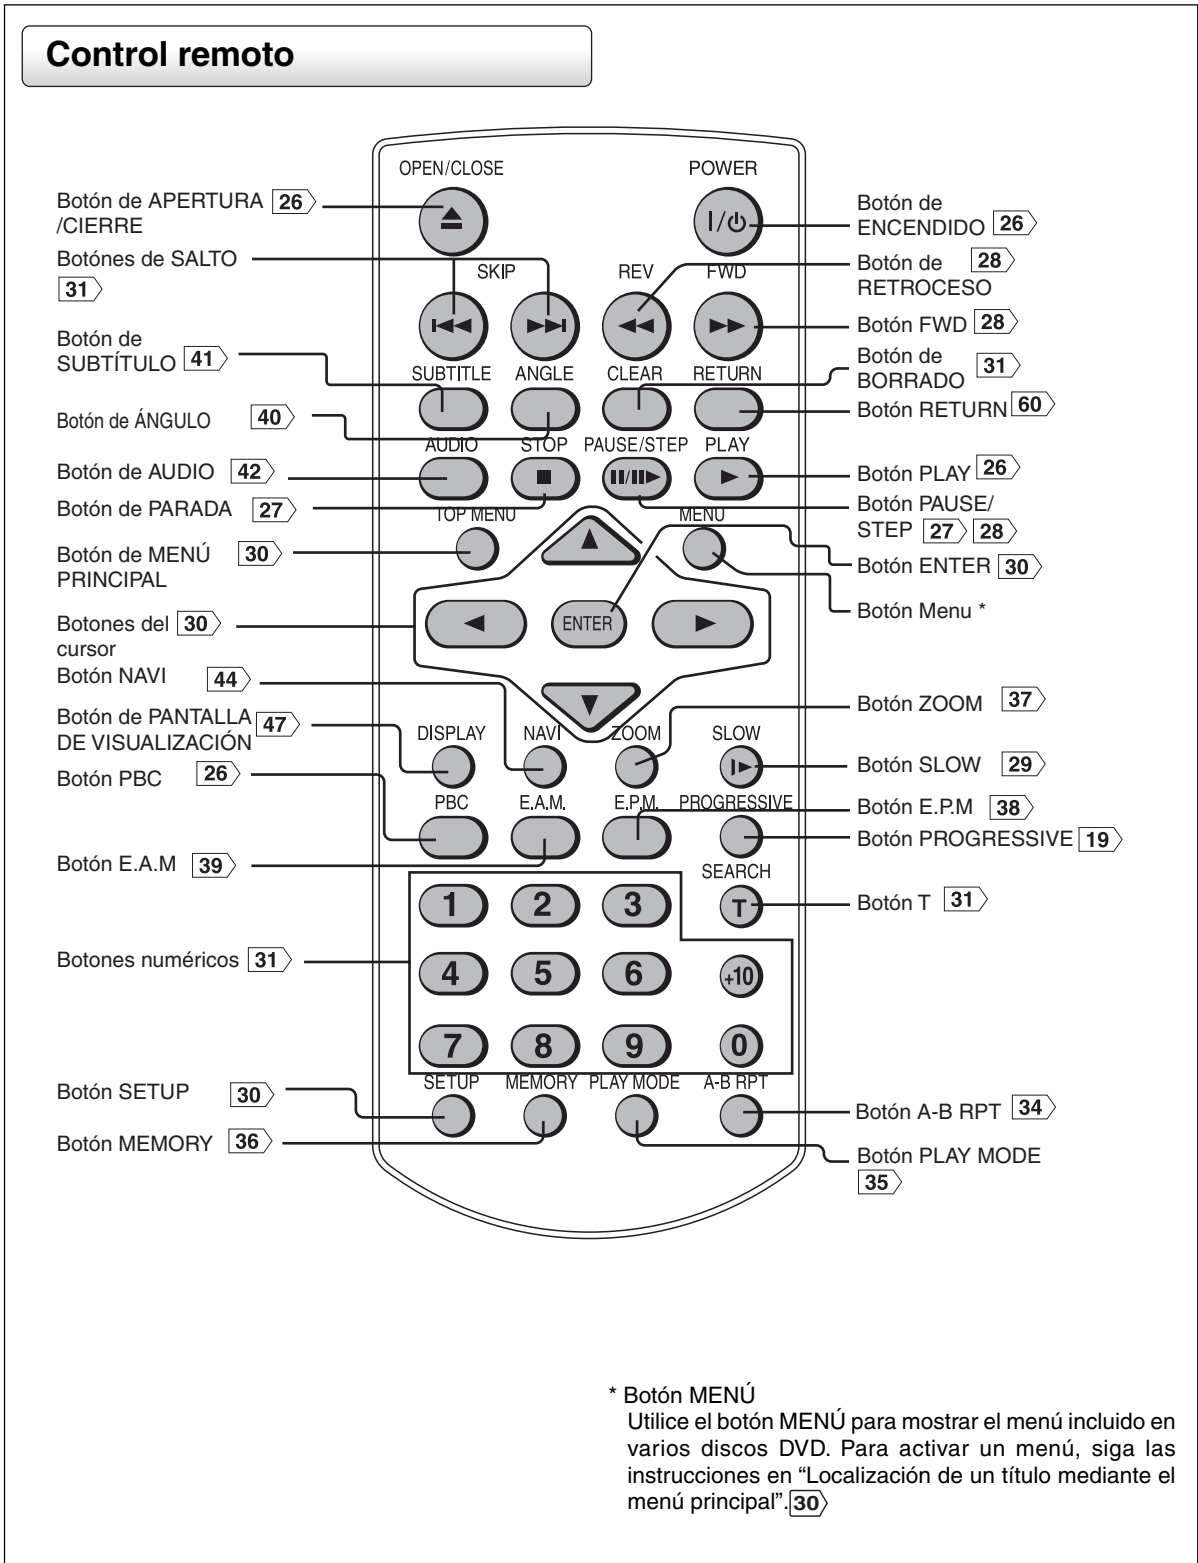 Control remoto
OPEN/CLOSE
POWER
Botón de APERTURA 26
/CIERRE
Botónes de SALTO
31
Botón de
SUBTÍTULO 41
Botón de ÁNGULO 40
Botón de AUDIO 42
Botón de PARADA 27
Botón de MENÚ 30
PRINCIPAL
Botones del 30
cursor
Botón NAVI 44
Botón de PANTALLA 47
DE VISUALIZACIÓN
Botón PBC 26
Botón E.A.M 39
Botones numéricos 31
Botón SETUP 30
Botón MEMORY 36
I/
SKIP REV FWD
SUBTITLE ANGLE CLEAR RETURN
AUDIO STOP PAUSE/STEP PLAY
TOP MENU MENU
ENTER
DISPLAY NAVI ZOOM SLOW
PBC E.A.M. E.P.M. PROGRESSIVE
SEARCH
1 2 3 T
4 5 6 +10
7 8 9 0
SETUP MEMORY PLAY MODE A-B RPT
Botón de
ENCENDIDO 26
Botón de 28
RETROCESO
Botón FWD 28
Botón de
BORRADO 31
Botón RETURN 60
Botón PLAY 26
Botón PAUSE/
STEP 27 28
Botón ENTER 30
Botón Menu *
Botón ZOOM 37
Botón SLOW 29
Botón E.P.M 38
Botón PROGRESSIVE 19
Botón T 31
Botón A-B RPT 34
Botón PLAY MODE
35
* Botón MENÚ
Utilice el botón MENÚ para mostrar el menú incluido en
varios discos DVD. Para activar un menú, siga las
instrucciones en “Localización de un título mediante el
menú principal”. 30